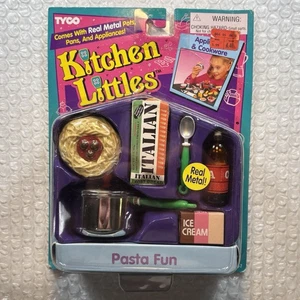 TYCO
Comes With Real Metal Pots,
Pans, And Appliances!
WARNING:
CHOKING HAZARD
Kitchen
Littles
& Cookware
ITALIAN
ITALIAN
Real
Metal!
ICE
CREAM
Pasta Fun